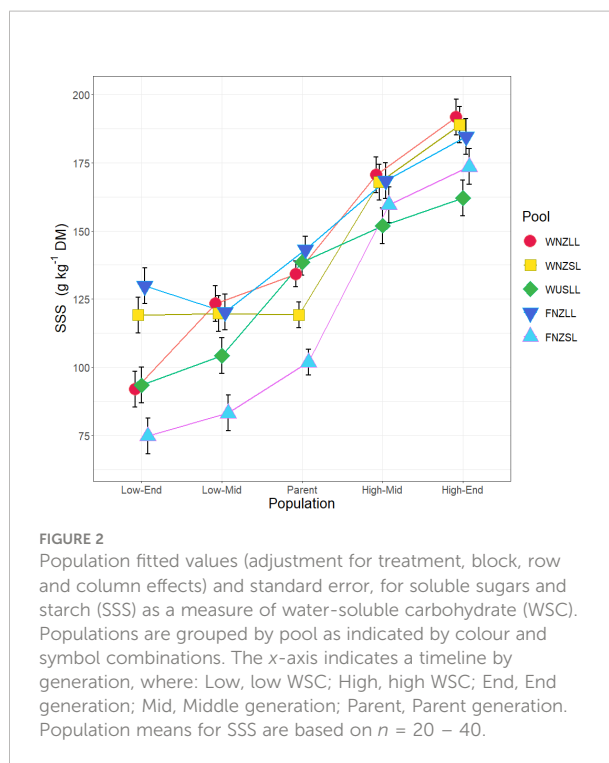 200
175
150
125
100
75
SSS (g kg⁻¹ DM)
Low-End
Low-Mid
Parent
High-Mid
High-End
Population
Pool
WNZLL
WNZSL
WUSLL
FNZLL
FNZSL
FIGURE 2
Population fitted values (adjustment for treatment, block, row
and column effects) and standard error, for soluble sugars and
starch (SSS) as a measure of water-soluble carbohydrate (WSC).
Populations are grouped by pool as indicated by colour and
symbol combinations. The x-axis indicates a timeline by
generation, where: Low, low WSC; High, high WSC; End, End
generation; Mid, Middle generation; Parent, Parent generation.
Population means for SSS are based on n = 20 – 40.